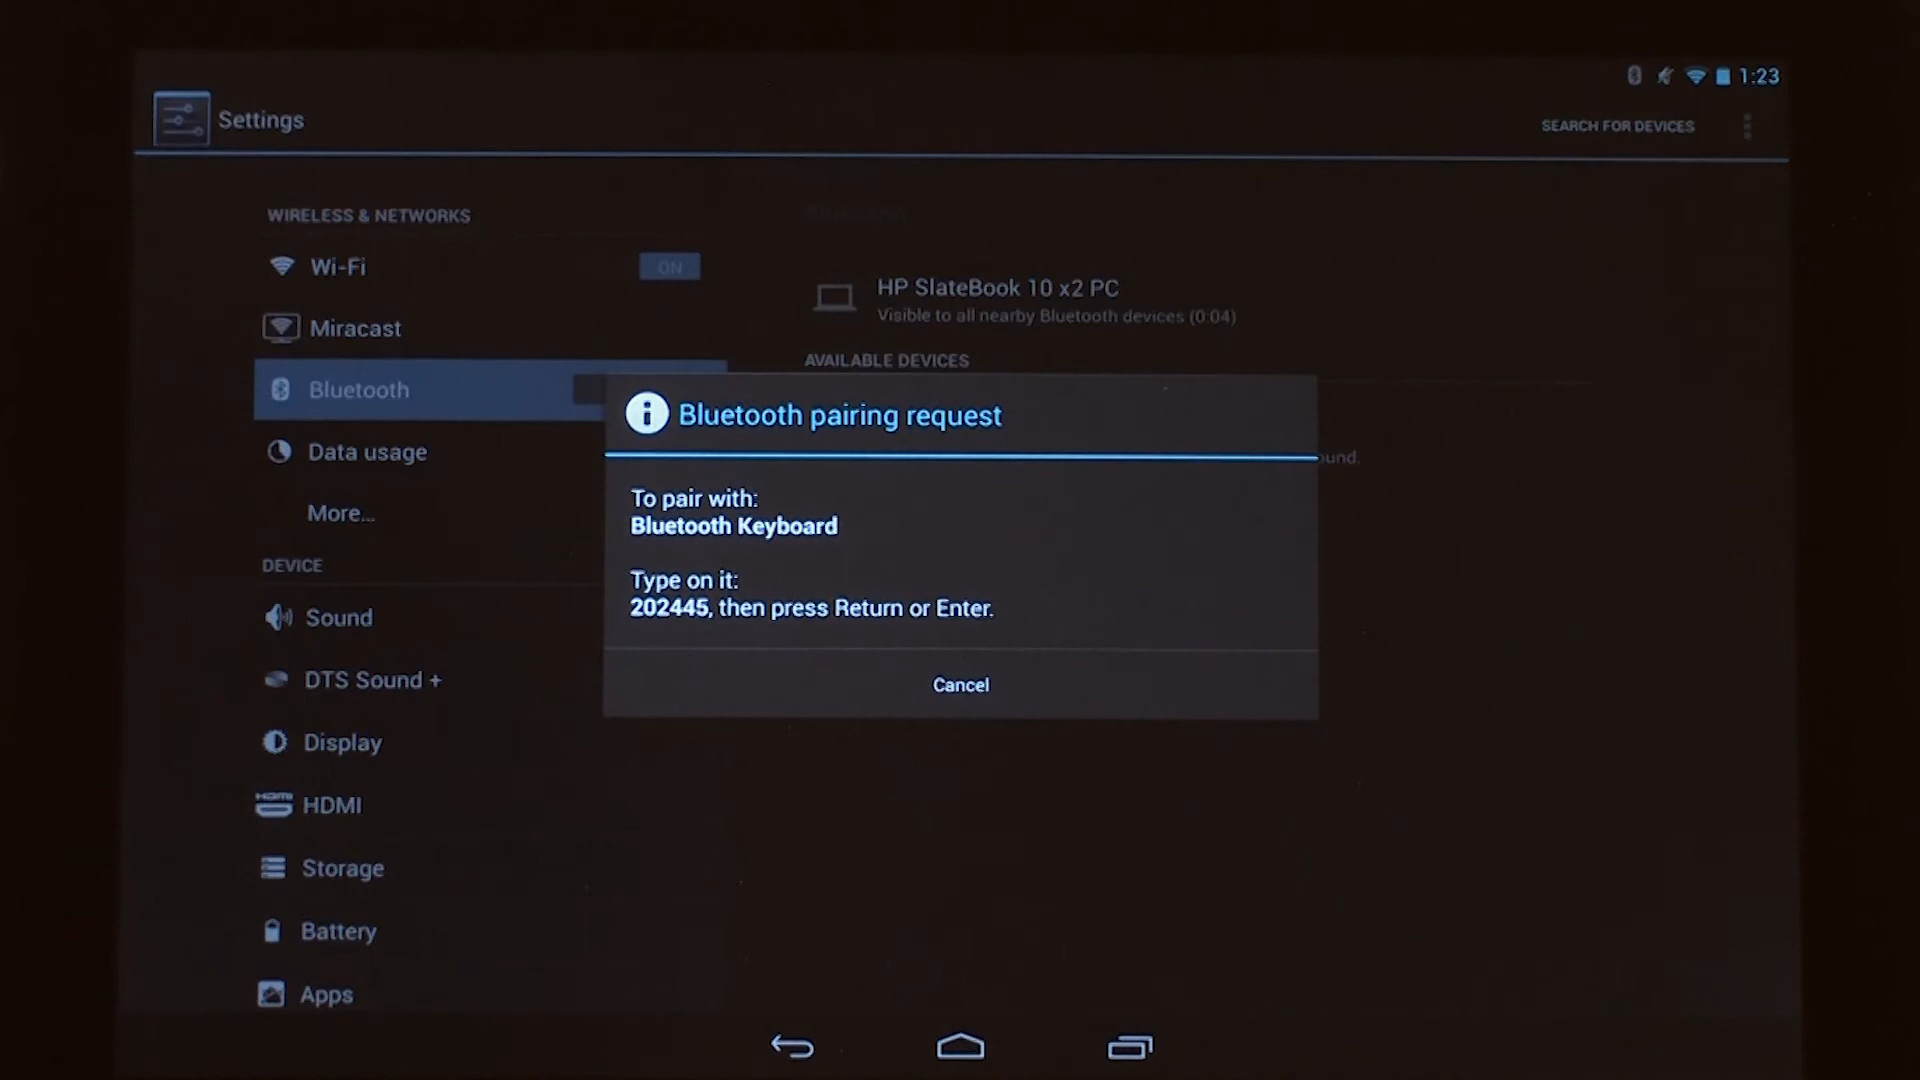 1:23
Settings
SEARCH FOR DEVICES
WIRELESS & NETWORKS
Wi-Fi
ON
Miracast
Bluetooth
Data usage
More...
DEVICE
Sound
DTS Sound +
Display
HDMI
Storage
Battery
Apps
HP SlateBook 10 x2 PC
Visible to all nearby Bluetooth devices (0:04)
AVAILABLE DEVICES
Bluetooth pairing request
To pair with:
Bluetooth Keyboard
Type on it:
202445, then press Return or Enter.
Cancel